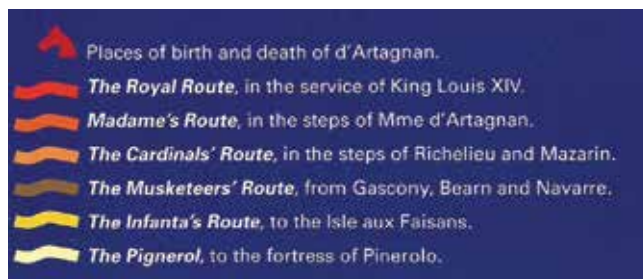 Places of birth and death of d'Artagnan.
The Royal Route, in the service of King Louis XIV.
Madame's Route, in the steps of Mme d'Artagnan.
The Cardinals' Route, in the steps of Richelieu and Mazarin.
The Musketeers' Route, from Gascony, Bearn and Navarre.
The Infanta's Route, to the Isle aux Faisans.
The Pignerol, to the fortress of Pinerolo.